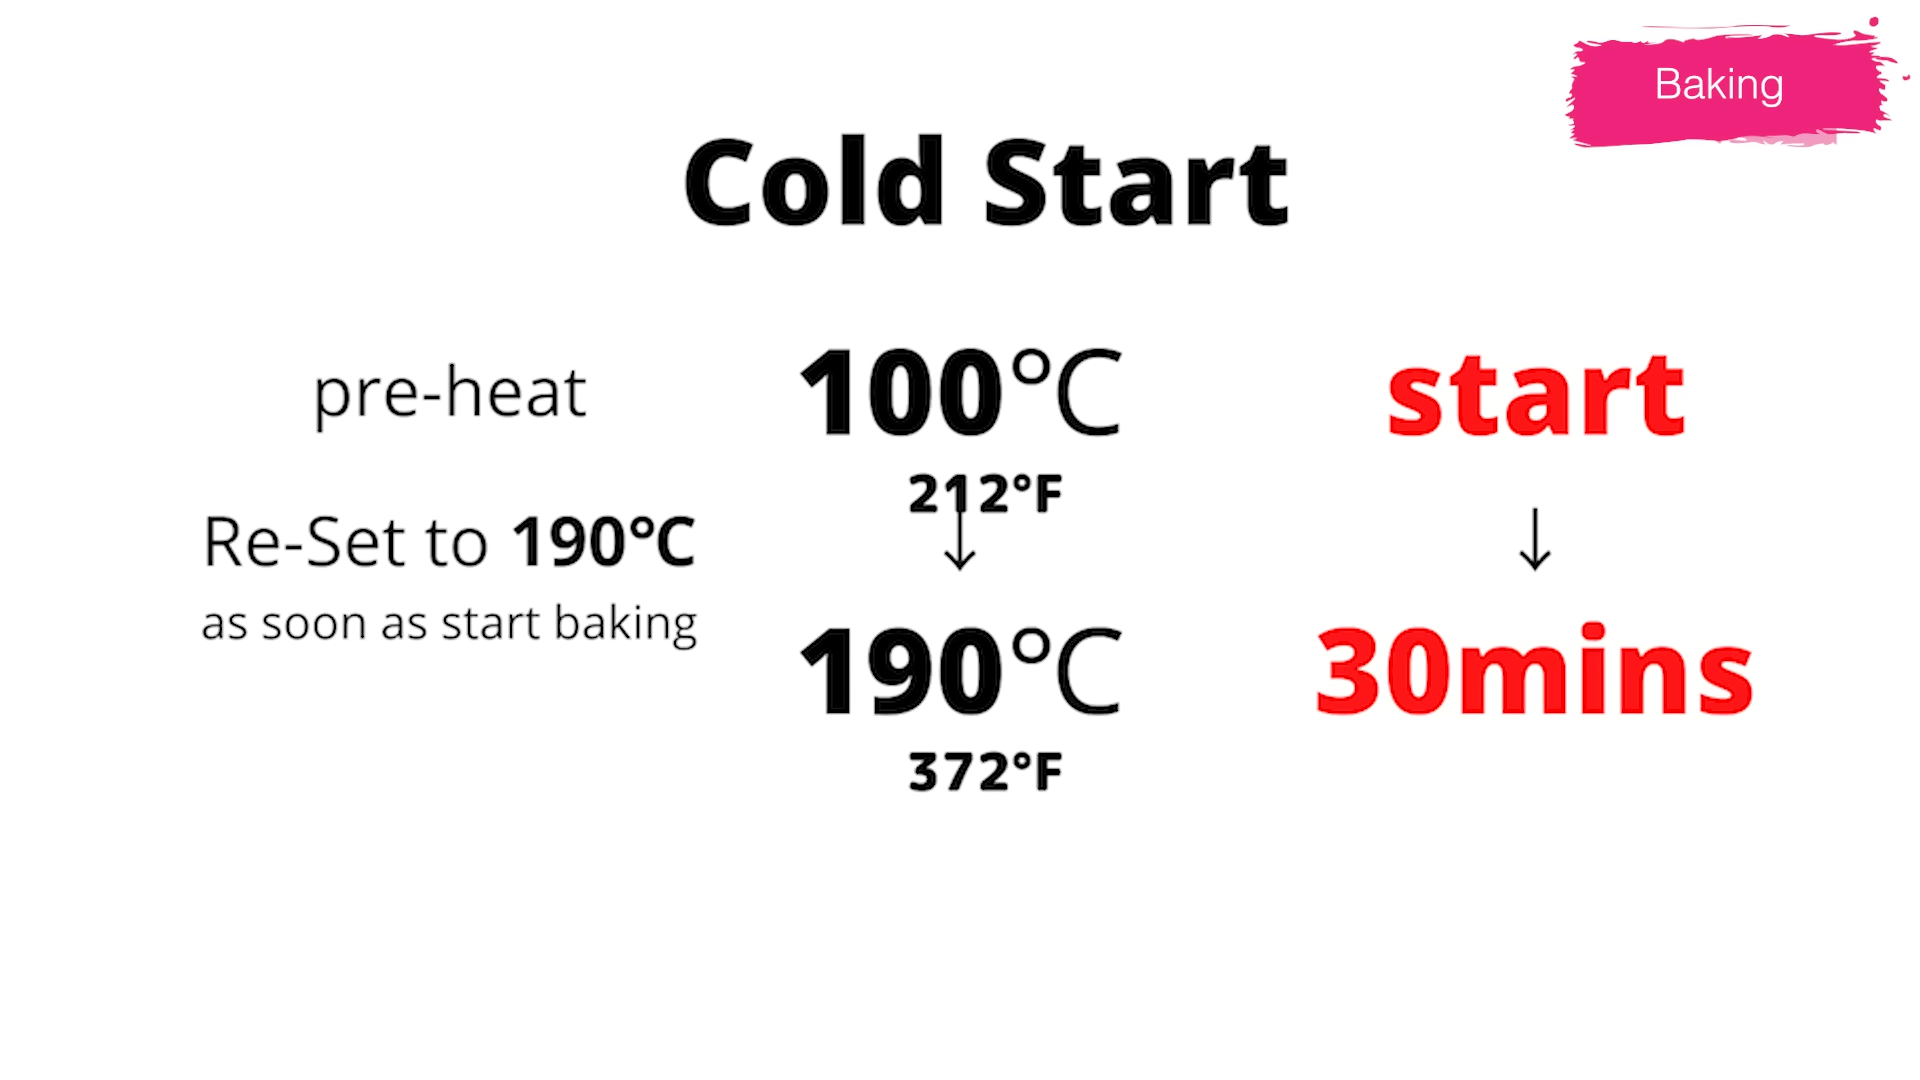 Baking
Cold Start
pre-heat
100°C
start
212°F
↓
↓
Re-Set to 190°C
as soon as start baking
190°C
30mins
372°F